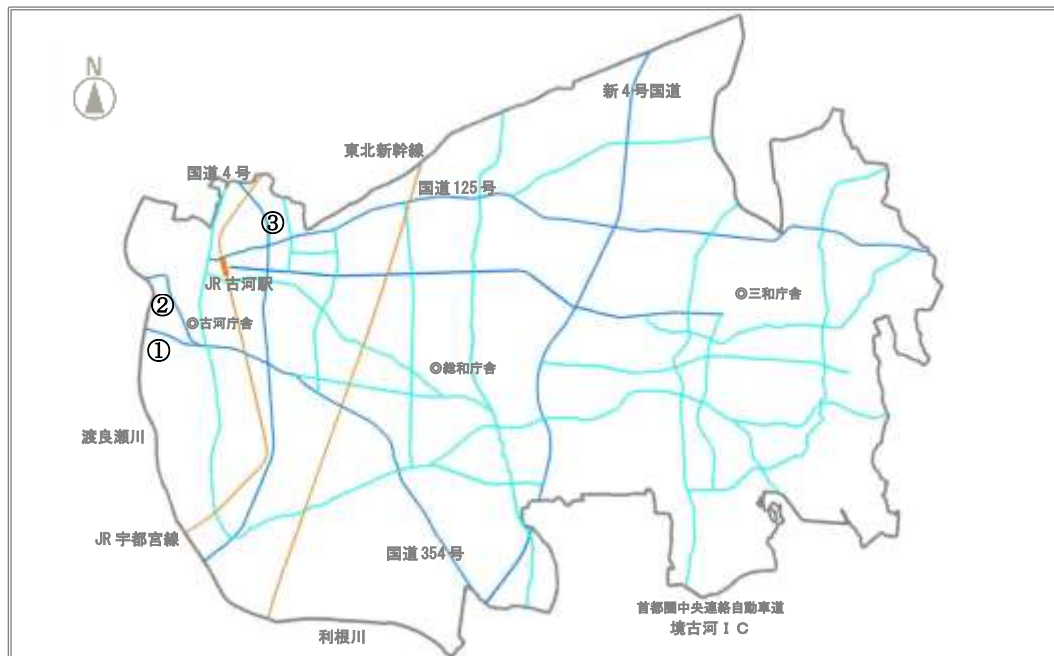 N
新4号国道
東北新幹線
国道4号
国道125号
③
JR古河駅
◎三和庁舎
②
◎古河庁舎
①
◎総和庁舎
渡良瀬川
JR宇都宮線
国道354号
首都圏中央連絡自動車道
境古河IC
利根川